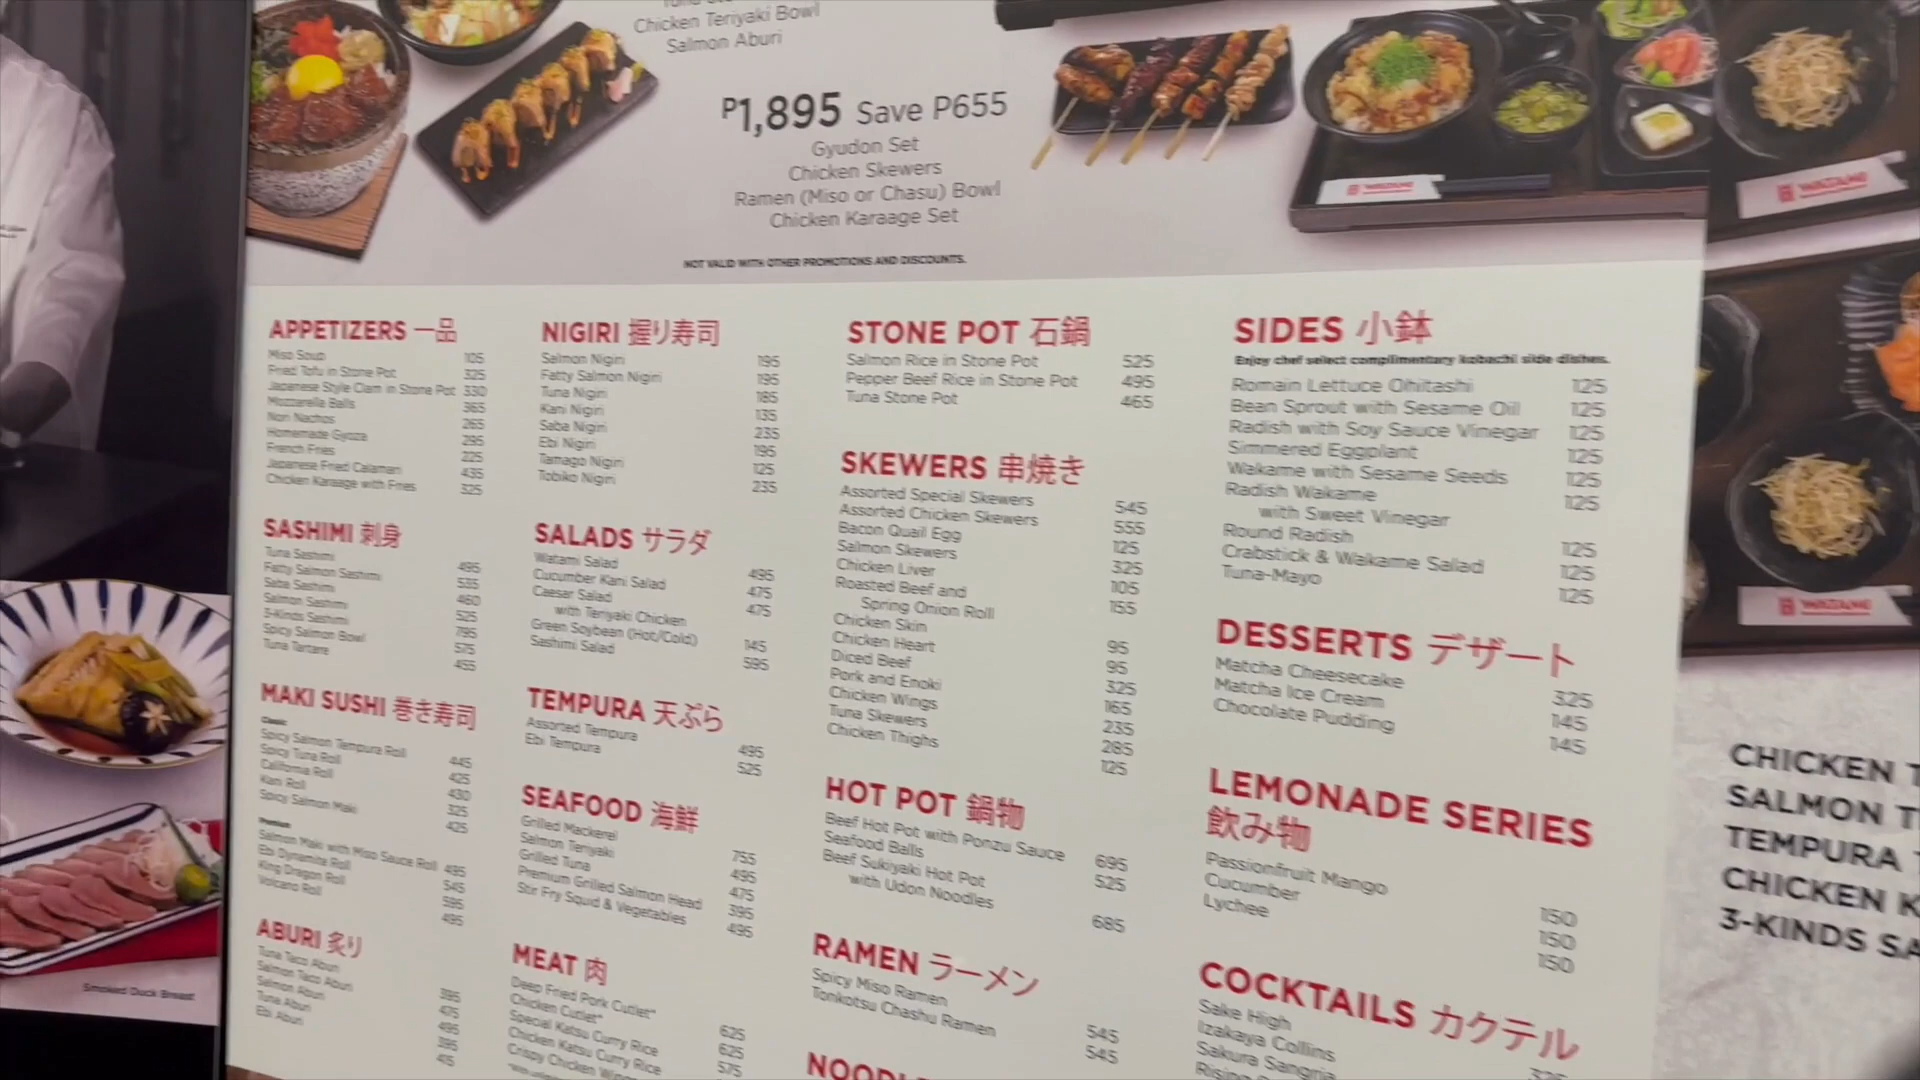 Chicken Teriyaki Bowl
Salmon Aburi
₱1,895 Save P655
Gyudon Set
Chicken Skewers
Ramen (Miso or Chasu) Bowl
Chicken Karaage Set
NOT VALID WITH OTHER PROMOTIONS AND DISCOUNTS.
APPETIZERS 一品
Miso Soup 105
Fried Tofu in Stone Pot 325
Japanese Style Clam in Stone Pot 330
Mozzarella Balls 365
Nori Nachos 265
Homemade Gyoza 295
French Fries 225
Japanese Fried Calamari 435
Chicken Karaage with Fries 325
SASHIMI 刺身
Tuna Sashimi 495
Fatty Salmon Sashimi 535
Saba Sashimi 460
Salmon Sashimi 525
3-Kinds Sashimi 795
Spicy Salmon Bowl 575
Tuna Tartare 455
MAKI SUSHI 巻き寿司
Classic
Spicy Salmon Tempura Roll 445
Spicy Tuna Roll 425
California Roll 430
Kani Roll 325
Spicy Salmon Maki 425
Premium
Salmon Maki with Miso Sauce Roll 495
Ebi Dynamite Roll 545
King Dragon Roll 595
Volcano Roll 495
ABURI 炙り
Tuna Taco Aburi 395
Salmon Taco Aburi 475
Salmon Aburi 495
Tuna Aburi 395
Ebi Aburi 415
NIGIRI 握り寿司
Salmon Nigiri 195
Fatty Salmon Nigiri 195
Tuna Nigiri 185
Kani Nigiri 135
Saba Nigiri 235
Ebi Nigiri 195
Tamago Nigiri 125
Tobiko Nigiri 235
SALADS サラダ
Watami Salad 495
Cucumber Kani Salad 475
Caesar Salad
with Teriyaki Chicken 475
Green Soybean (Hot/Cold) 145
Sashimi Salad 595
TEMPURA 天ぷら
Assorted Tempura 495
Ebi Tempura 525
SEAFOOD 海鮮
Grilled Mackerel 755
Salmon Teriyaki 495
Grilled Tuna 475
Premium Grilled Salmon Head 395
Stir Fry Squid & Vegetables 495
MEAT 肉
Deep Fried Pork Cutlet* 625
Chicken Cutlet* 625
Special Katsu Curry Rice 575
Chicken Katsu Curry Rice
Crispy Chicken Wings
STONE POT 石鍋
Salmon Rice in Stone Pot 525
Pepper Beef Rice in Stone Pot 495
Tuna Stone Pot 465
SKEWERS 串焼き
Assorted Special Skewers 545
Assorted Chicken Skewers 555
Bacon Quail Egg 125
Salmon Skewers 325
Chicken Liver 105
Roasted Beef and
Spring Onion Roll 155
Chicken Skin 95
Chicken Heart 95
Diced Beef 325
Pork and Enoki 165
Chicken Wings 235
Tuna Skewers 285
Chicken Thighs 125
HOT POT 鍋物
Beef Hot Pot with Ponzu Sauce 695
Seafood Balls 525
Beef Sukiyaki Hot Pot
with Udon Noodles 685
RAMEN ラーメン
Spicy Miso Ramen 545
Tonkotsu Chashu Ramen 545
SIDES 小鉢
Enjoy chef select complimentary kobachi side dishes.
Romain Lettuce Ohitashi 125
Bean Sprout with Sesame Oil 125
Radish with Soy Sauce Vinegar 125
Simmered Eggplant 125
Wakame with Sesame Seeds 125
Radish Wakame 125
with Sweet Vinegar
Round Radish 125
Crabstick & Wakame Salad 125
Tuna-Mayo 125
DESSERTS デザート
Matcha Cheesecake 325
Matcha Ice Cream 145
Chocolate Pudding 145
LEMONADE SERIES
飲み物
Passionfruit Mango 150
Cucumber 150
Lychee 150
COCKTAILS カクテル
Sake High
Izakaya Collins
Sakura Sangria
Smoked Duck Breast
WATAMI
WATAMI
WATAMI
CHICKEN
SALMON
TEMPURA
CHICKEN K
3-KINDS SA